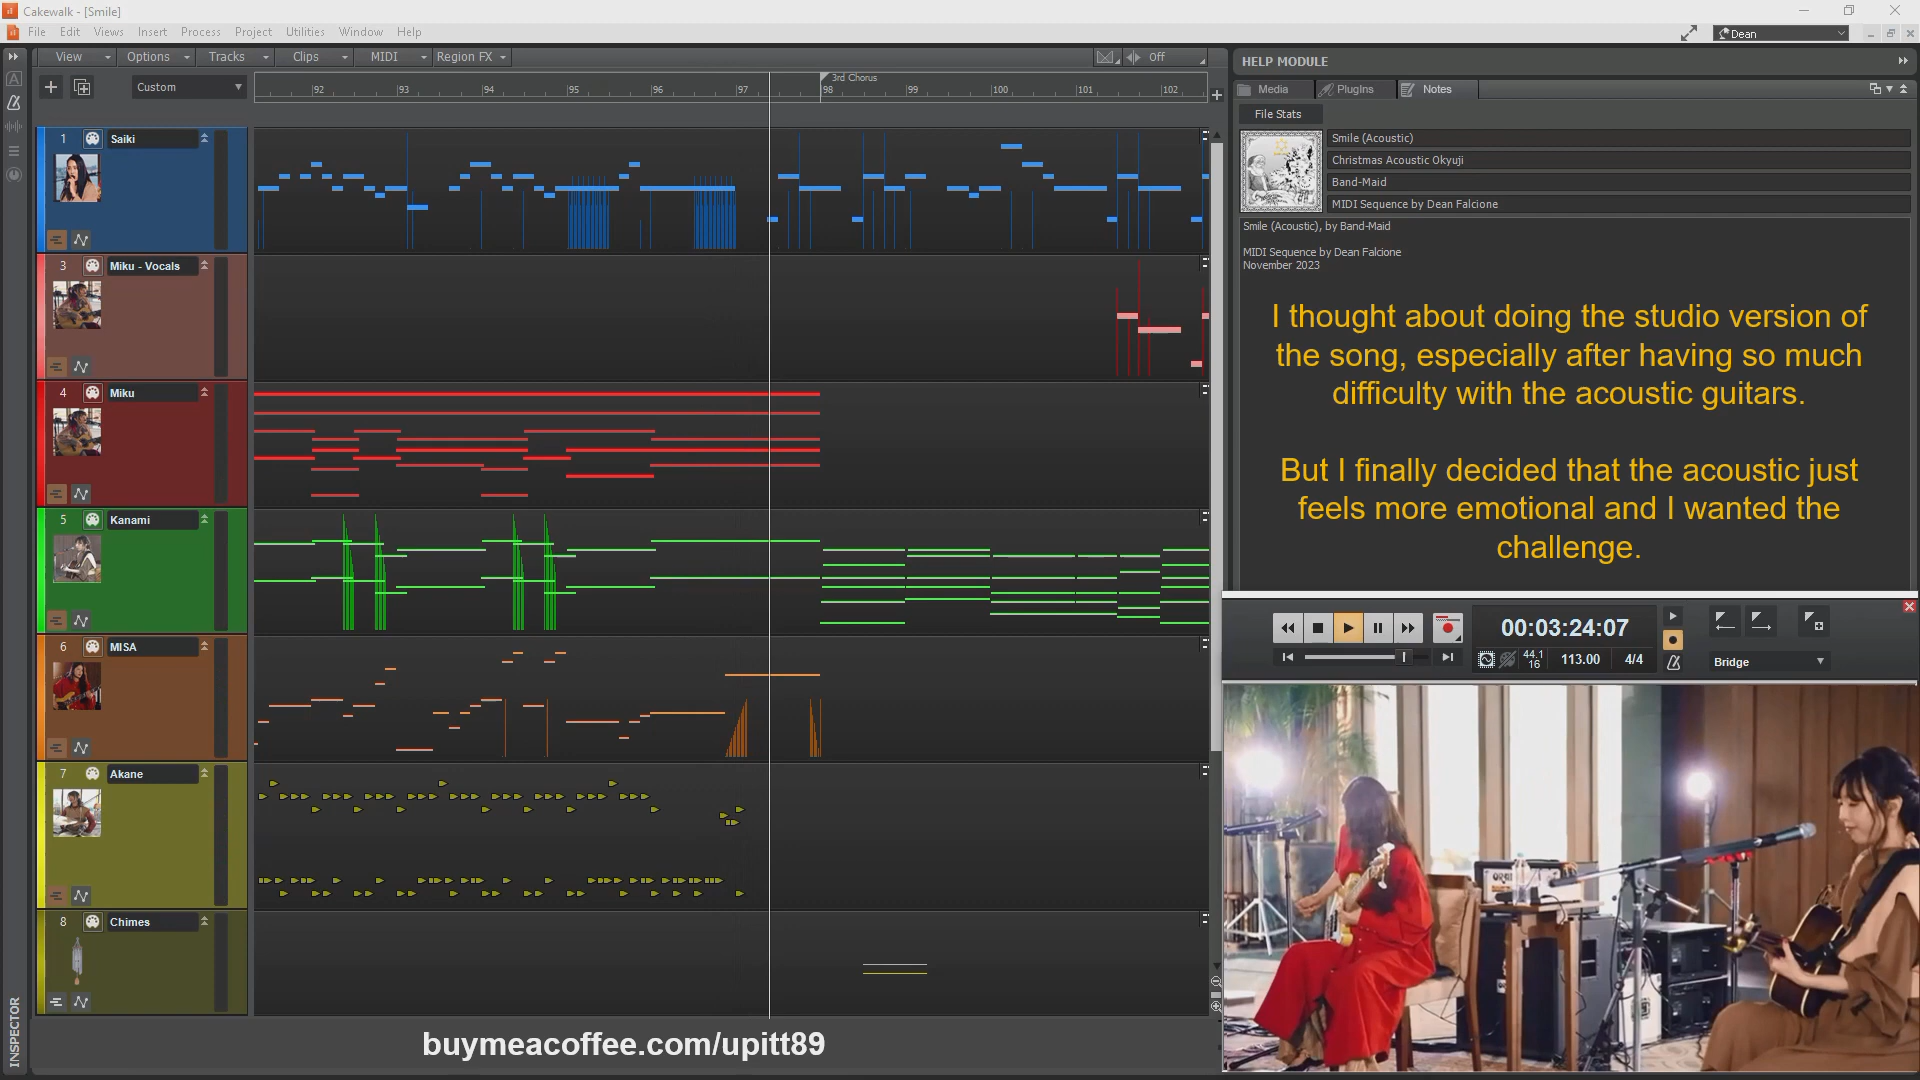 Cakewalk - [Smile]
File Edit Views Insert Process Project Utilities Window Help
Dean
View Options Tracks Clips MIDI Region FX Off
HELP MODULE
Custom
3rd Chorus
92 93 94 95 96 97 98 99 100 101 102
Media PlugIns Notes
File Stats
Smile (Acoustic)
Christmas Acoustic Okyuji
Band-Maid
MIDI Sequence by Dean Falcione
Smile (Acoustic), by Band-Maid
MIDI Sequence by Dean Falcione
November 2023
I thought about doing the studio version of
the song, especially after having so much
difficulty with the acoustic guitars.
But I finally decided that the acoustic just
feels more emotional and I wanted the
challenge.
1 Saiki
3 Miku - Vocals
4 Miku
5 Kanami
6 MISA
7 Akane
8 Chimes
00:03:24:07
44.1
16
113.00
4/4
Bridge
INSPECTOR
buymeacoffee.com/upitt89